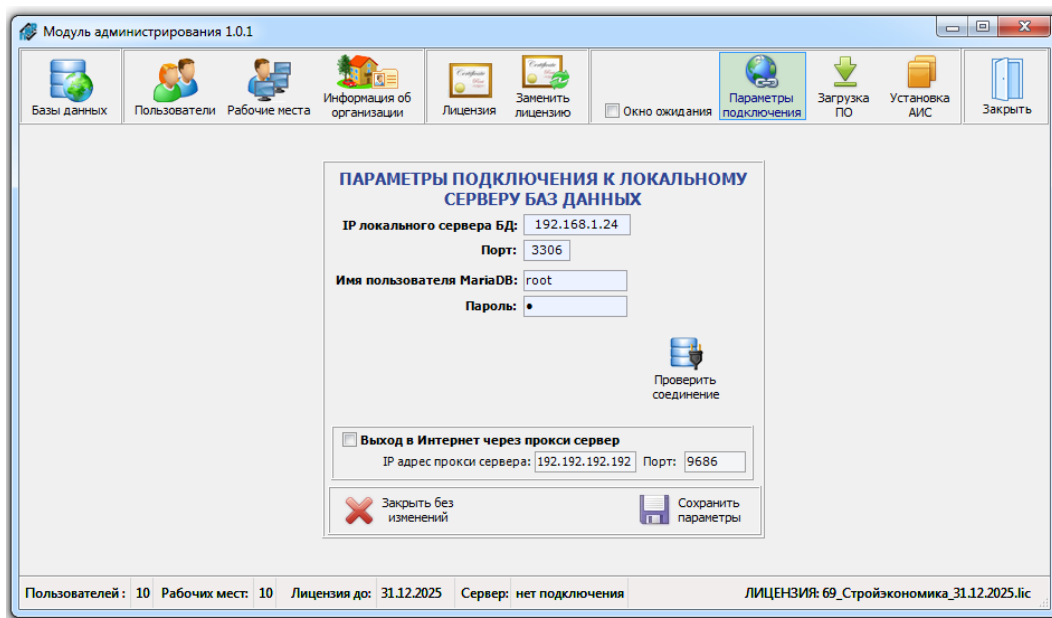 Модуль администрирования 1.0.1
Базы данных
Пользователи
Рабочие места
Информация об
организации
Лицензия
Заменить
лицензию
Окно ожидания
Параметры
подключения
Загрузка
ПО
Установка
АИС
Закрыть
ПАРАМЕТРЫ ПОДКЛЮЧЕНИЯ К ЛОКАЛЬНОМУ
СЕРВЕРУ БАЗ ДАННЫХ
IP локального сервера БД: 192.168.1.24
Порт: 3306
Имя пользователя MariaDB: root
Пароль: •
Проверить
соединение
Выход в Интернет через прокси сервер
IP адрес прокси сервера: 192.192.192.192 Порт: 9686
Закрыть без
изменений
Сохранить
параметры
Пользователей : 10 Рабочих мест: 10 Лицензия до: 31.12.2025 Сервер: нет подключения ЛИЦЕНЗИЯ: 69_Стройэкономика_31.12.2025.lic